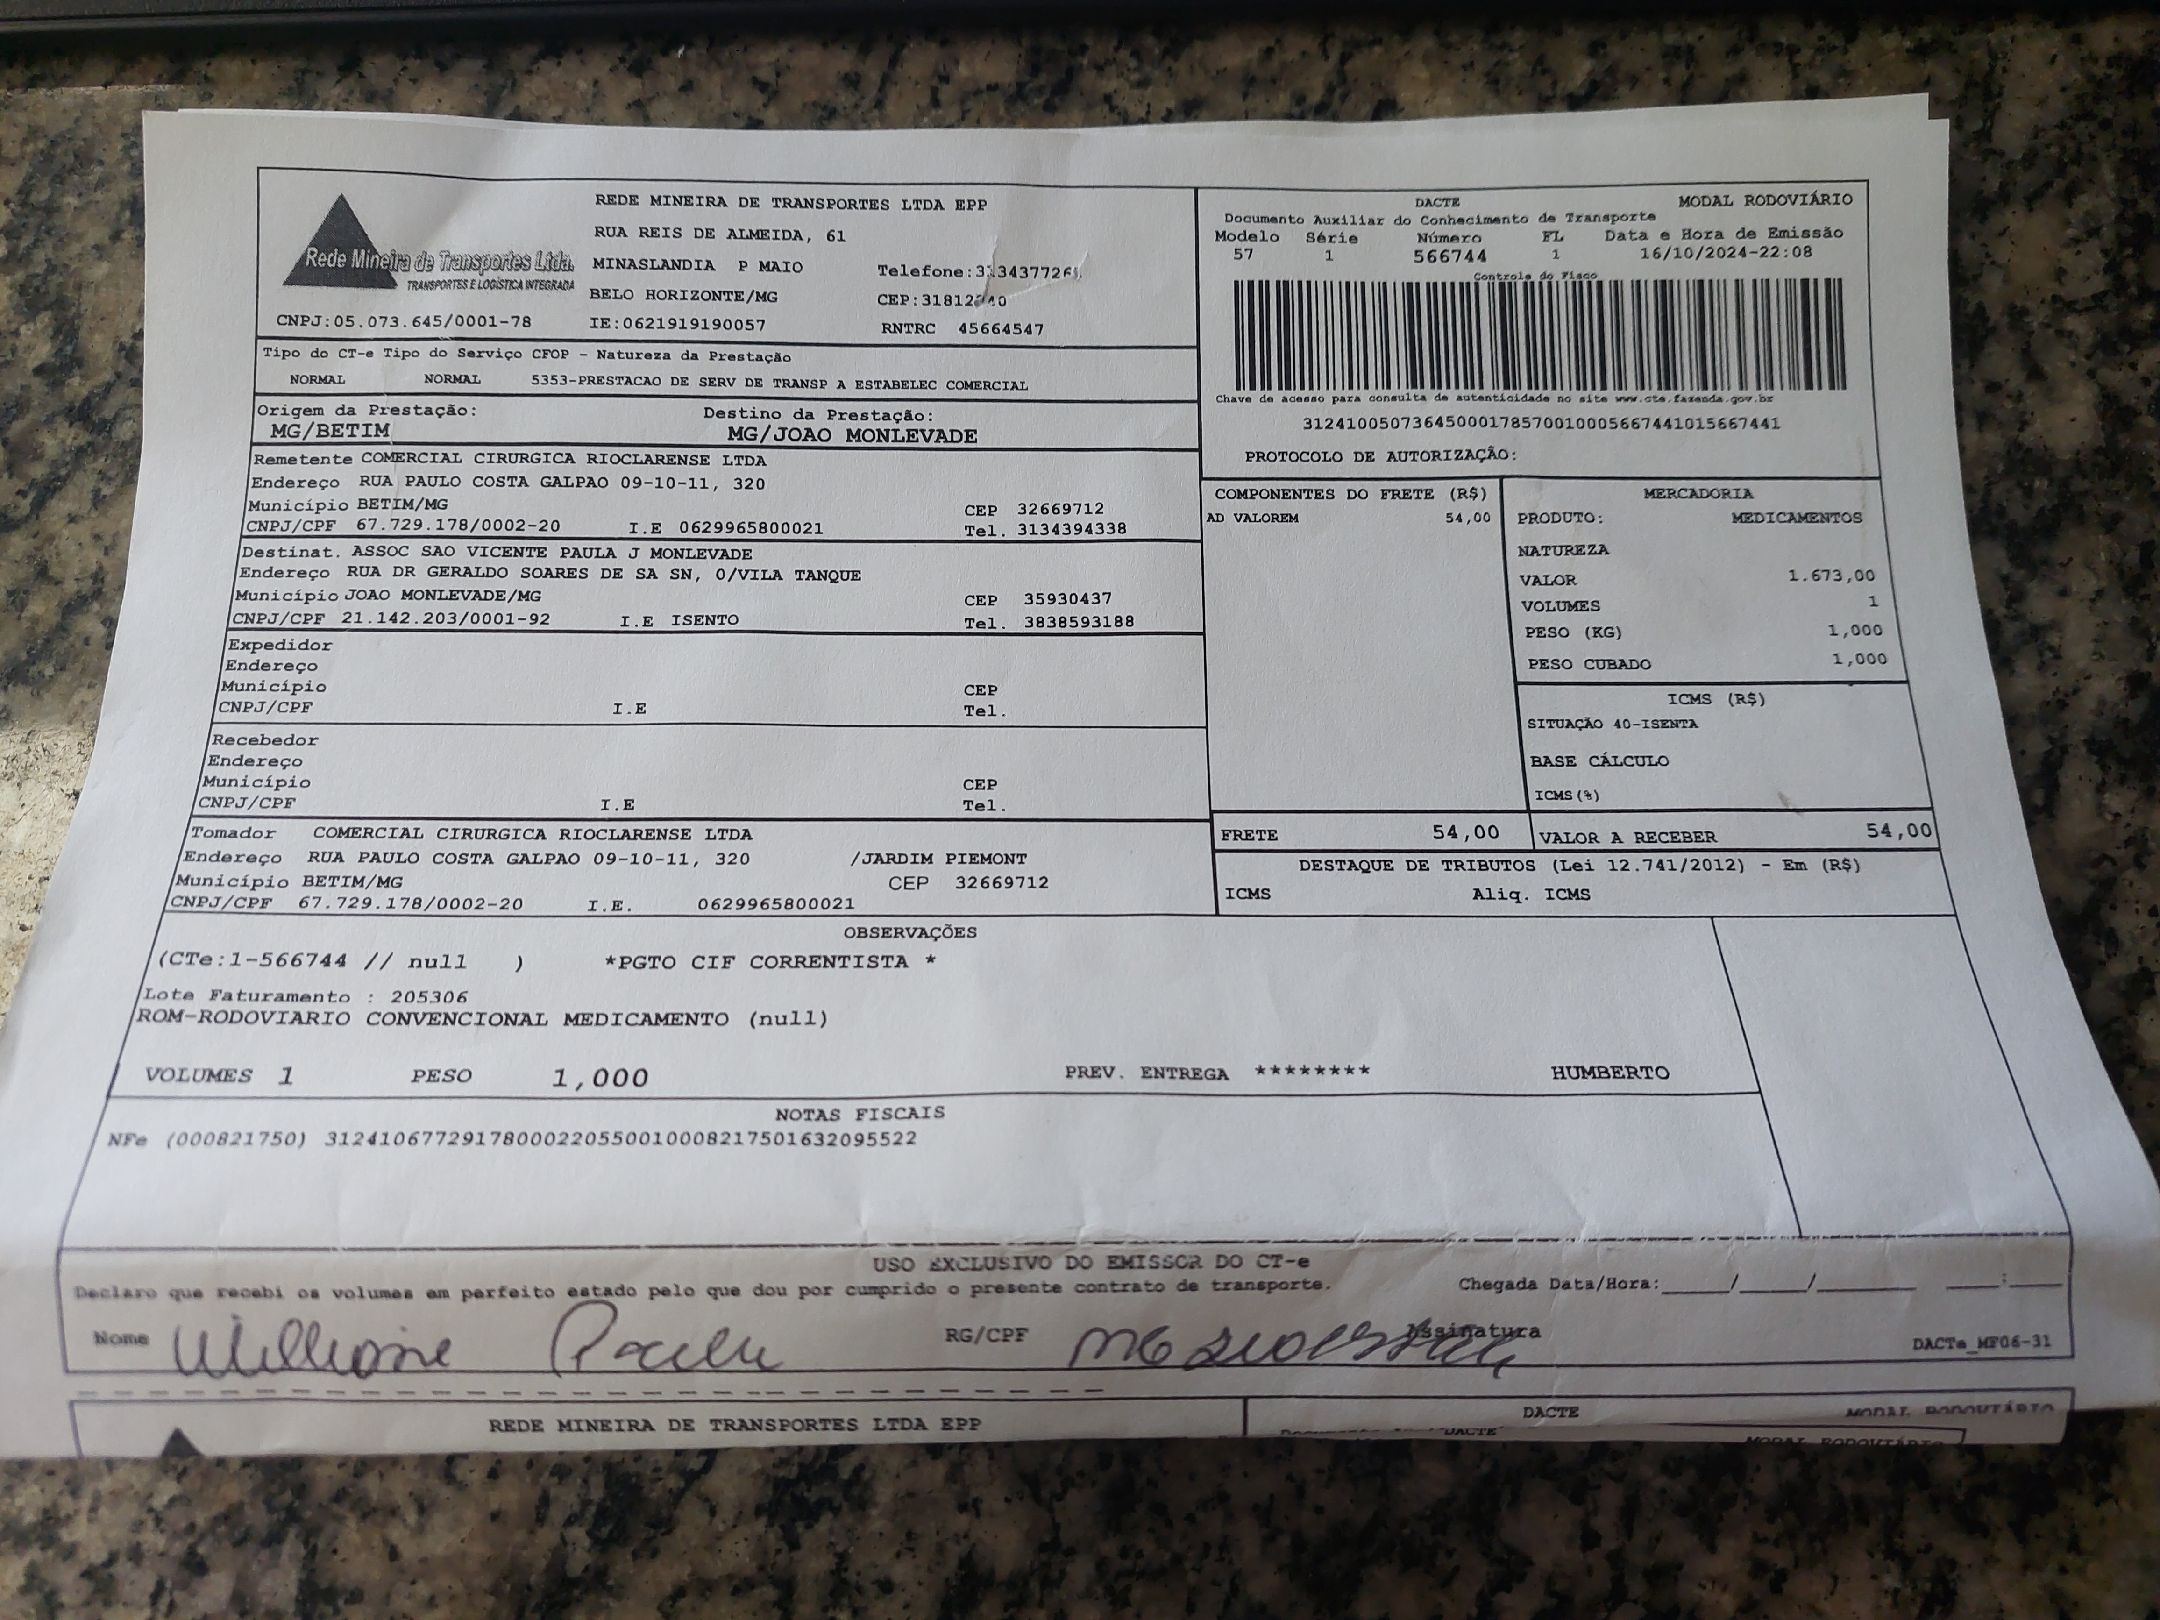 Rede Mineira de Transportes Ltda.
TRANSPORTES E LOGÍSTICA INTEGRADA
CNPJ:05.073.645/0001-78
REDE MINEIRA DE TRANSPORTES LTDA EPP
RUA REIS DE ALMEIDA, 61
MINASLANDIA P MAIO
BELO HORIZONTE/MG
IE:0621919190057
Telefone:
CEP:
RNTRC 45664547
DACTE MODAL RODOVIÁRIO
Documento Auxiliar do Conhecimento de Transporte
Modelo Série Número FL Data e Hora de Emissão
57 1 566744 1 16/10/2024-22:08
Controle do Fisco
Chave de acesso para consulta de autenticidade no site www.cte.fazenda.gov.br
31241005073645000178570010005667441015667441
PROTOCOLO DE AUTORIZAÇÃO:
Tipo do CT-e Tipo do Serviço CFOP - Natureza da Prestação
NORMAL NORMAL 5353-PRESTACAO DE SERV DE TRANSP A ESTABELEC COMERCIAL
Origem da Prestação: Destino da Prestação:
MG/BETIM MG/JOAO MONLEVADE
Remetente COMERCIAL CIRURGICA RIOCLARENSE LTDA
Endereço RUA PAULO COSTA GALPAO 09-10-11, 320
Município BETIM/MG CEP 32669712
CNPJ/CPF 67.729.178/0002-20 I.E 0629965800021 Tel. 3134394338
Destinat. ASSOC SAO VICENTE PAULA J MONLEVADE
Endereço RUA DR GERALDO SOARES DE SA SN, 0/VILA TANQUE
Município JOAO MONLEVADE/MG CEP 35930437
CNPJ/CPF 21.142.203/0001-92 I.E ISENTO Tel. 3838593188
Expedidor
Endereço
Município CEP
CNPJ/CPF I.E Tel.
Recebedor
Endereço
Município CEP
CNPJ/CPF I.E Tel.
Tomador COMERCIAL CIRURGICA RIOCLARENSE LTDA
Endereço RUA PAULO COSTA GALPAO 09-10-11, 320 /JARDIM PIEMONT
Município BETIM/MG CEP 32669712
CNPJ/CPF 67.729.178/0002-20 I.E. 0629965800021
COMPONENTES DO FRETE (R$)
AD VALOREM 54,00
MERCADORIA
PRODUTO: MEDICAMENTOS
NATUREZA
VALOR 1.673,00
VOLUMES 1
PESO (KG) 1,000
PESO CUBADO 1,000
ICMS (R$)
SITUAÇÃO 40-ISENTA
BASE CÁLCULO
ICMS(%)
FRETE 54,00 VALOR A RECEBER 54,00
DESTAQUE DE TRIBUTOS (Lei 12.741/2012) - Em (R$)
ICMS Aliq. ICMS
OBSERVAÇÕES
(CTe:1-566744 // null ) *PGTO CIF CORRENTISTA *
Lote Faturamento : 205306
ROM-RODOVIARIO CONVENCIONAL MEDICAMENTO (null)
VOLUMES 1 PESO 1,000 PREV. ENTREGA ******** HUMBERTO
NOTAS FISCAIS
NFe (000821750) 31241067729178000220550010008217501632095522
USO EXCLUSIVO DO EMISSOR DO CT-e
Declaro que recebi os volumes em perfeito estado pelo que dou por cumprido o presente contrato de transporte. Chegada Data/Hora:____/____/____ ___:___
Nome RG/CPF Assinatura DACTe_MF06-31
REDE MINEIRA DE TRANSPORTES LTDA EPP DACTE MODAL RODOVIÁRIO
DACTE MODAL RODOVIÁRIO